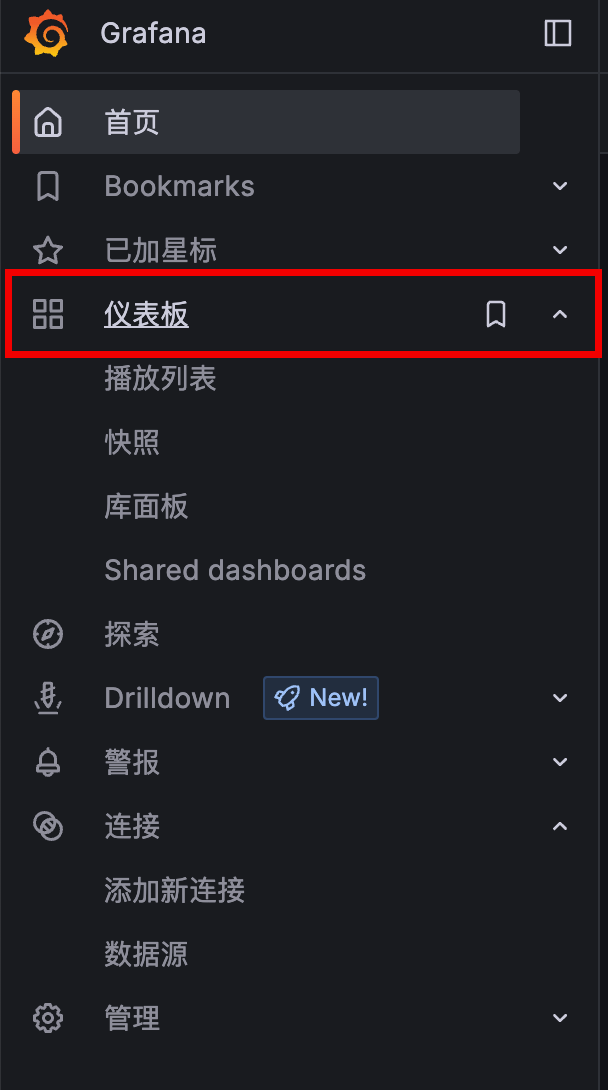 Grafana
首页
Bookmarks
已加星标
仪表板
播放列表
快照
库面板
Shared dashboards
探索
Drilldown New!
警报
连接
添加新连接
数据源
管理